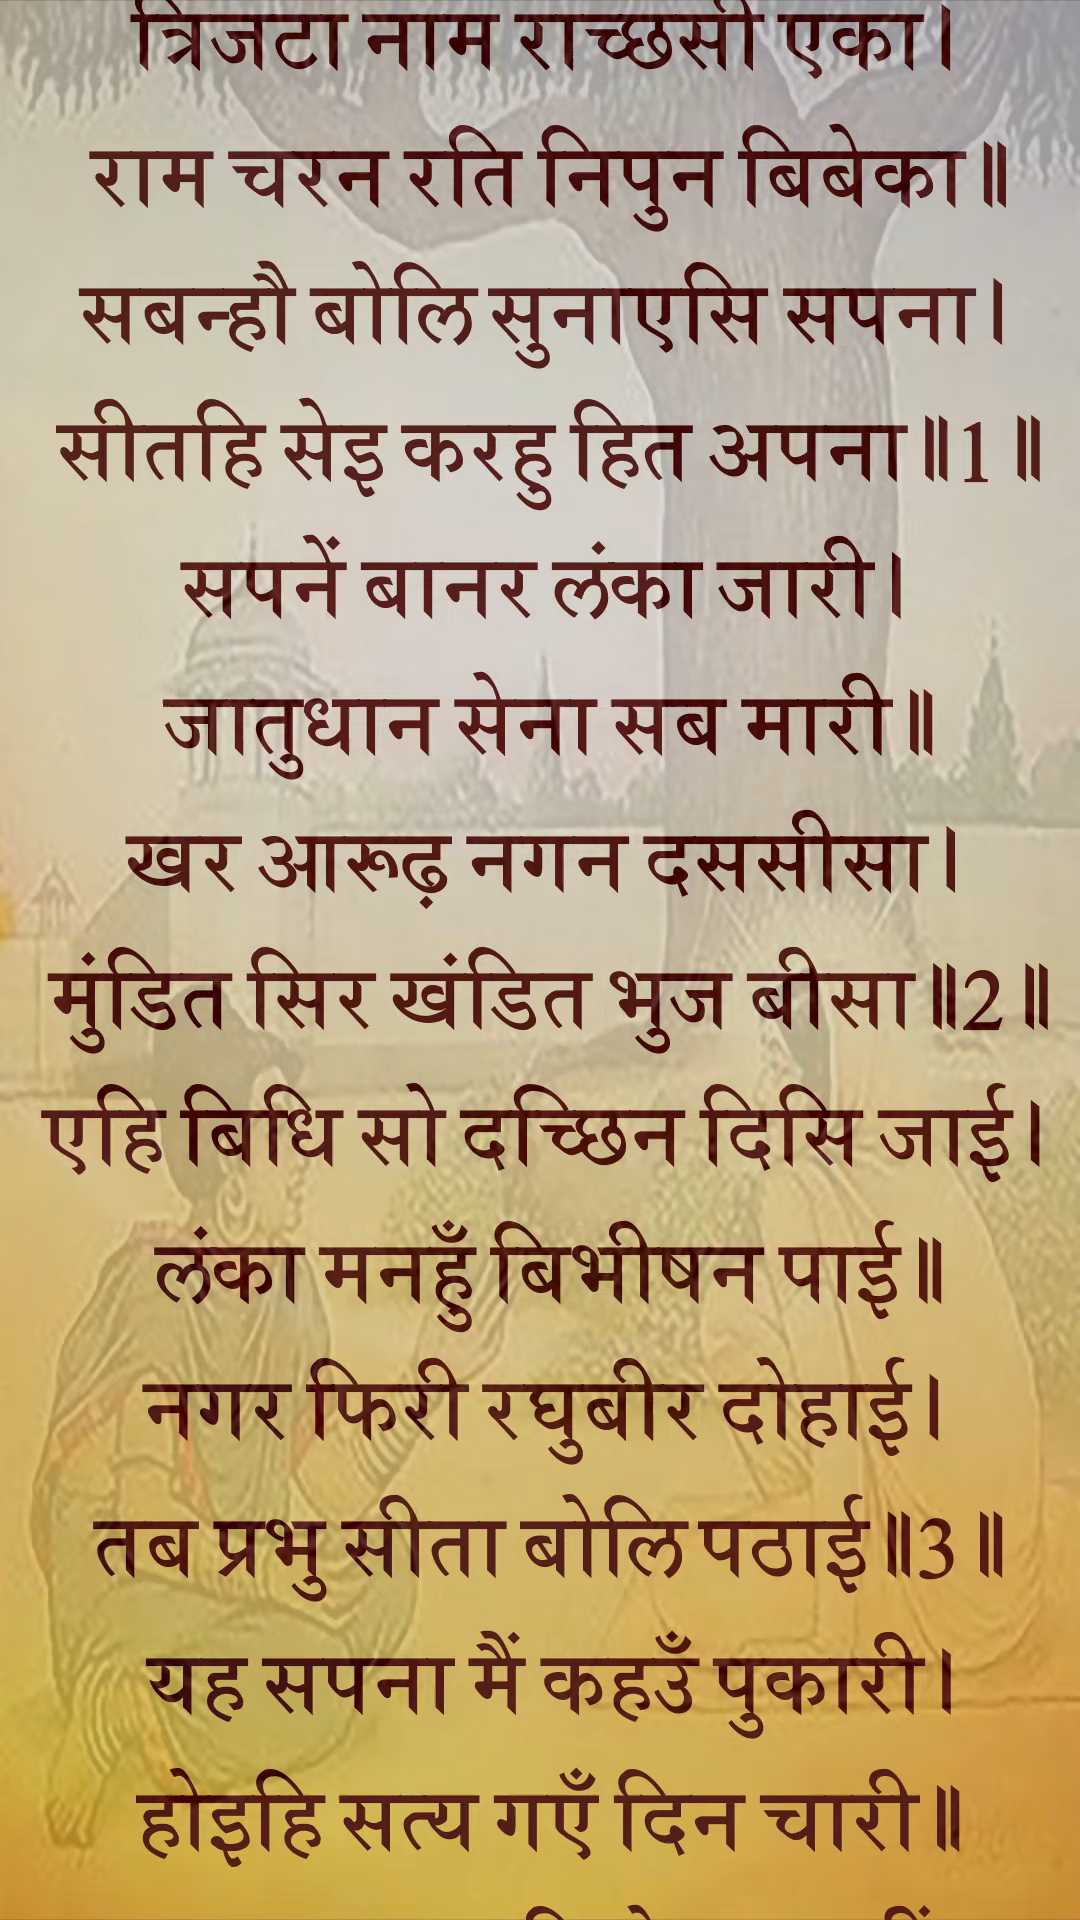 त्रिजटा नाम राच्छसी एका।
राम चरन रति निपुन बिबेका॥
सबन्हौ बोलि सुनाएसि सपना।
सीतहि सेइ करहु हित अपना॥1॥
सपनें बानर लंका जारी।
जातुधान सेना सब मारी॥
खर आरूढ़ नगन दससीसा।
मुंडित सिर खंडित भुज बीसा॥2॥
एहि बिधि सो दच्छिन दिसि जाई।
लंका मनहुँ बिभीषन पाई॥
नगर फिरी रघुबीर दोहाई।
तब प्रभु सीता बोलि पठाई॥3॥
यह सपना मैं कहउँ पुकारी।
होइहि सत्य गएँ दिन चारी॥